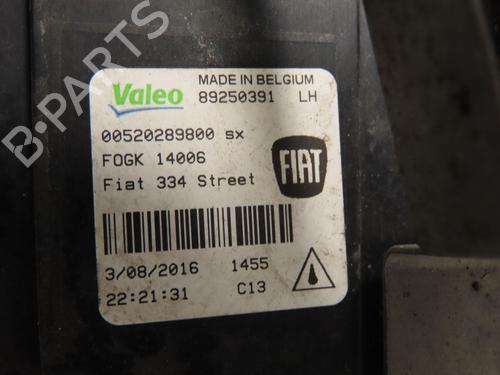 Valeo
MADE IN BELGIUM
89250391 LH
00520289800 sx
FOGK 14006
Fiat 334 Street
FIAT
3/08/2016 1455
22:21:31 C13
B-PARTS